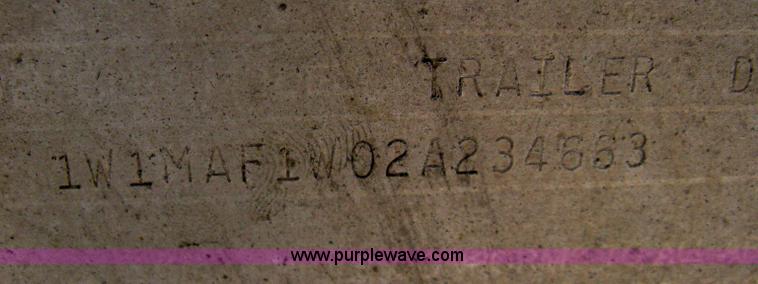 TRAILER D
1W1MAF1W02A234663
www.purplewave.com